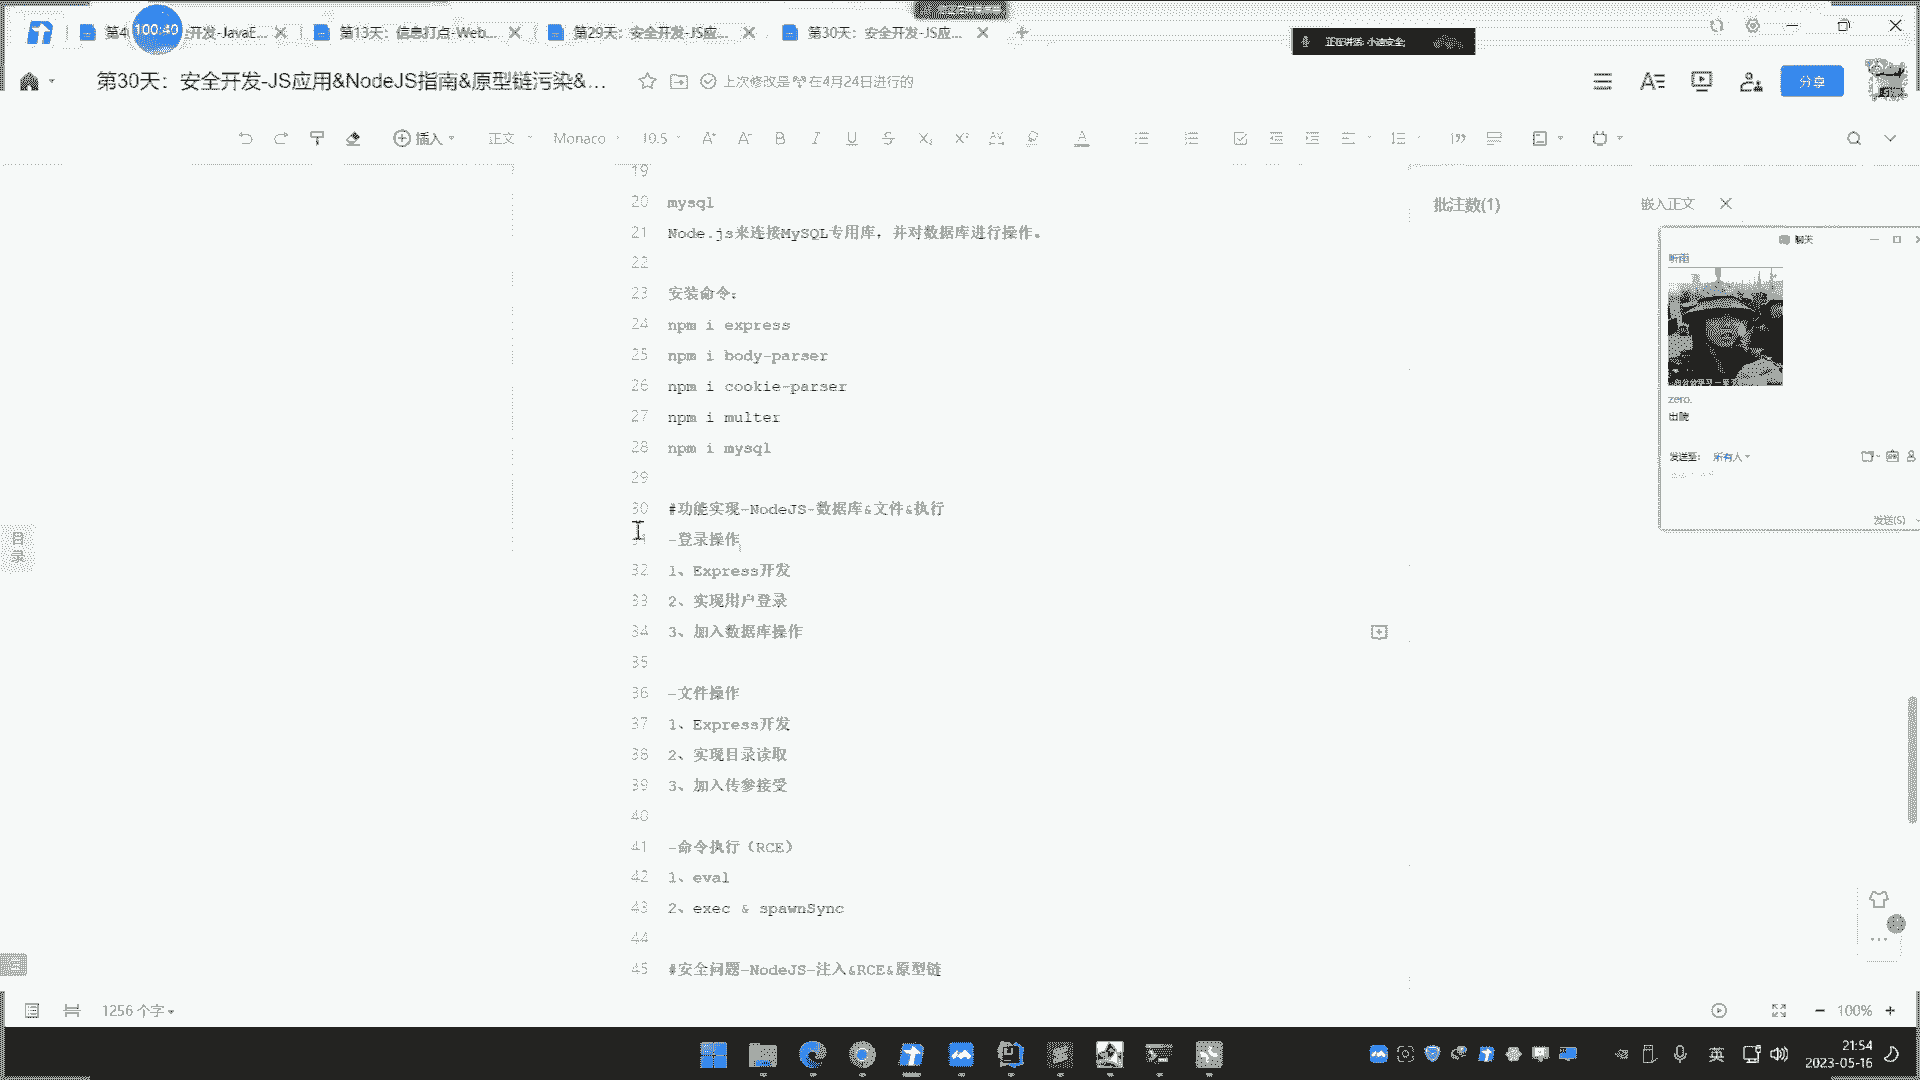 第4
100:40
开发-JavaE...
第13天：信息打点-Web...
第29天：安全开发-JS应...
第30天：安全开发-JS应...
正在讲话: 小迪安全;
第30天：安全开发-JS应用&NodeJS指南&原型链污染&...
上次修改是
在4月24日进行的
分享
插入
正文
Monaco
10.5
19
20 mysql
21 Node.js来连接MySQL专用库，并对数据库进行操作。
22
23 安装命令：
24 npm i express
25 npm i body-parser
26 npm i cookie-parser
27 npm i multer
28 npm i mysql
29
30 #功能实现-NodeJS-数据库&文件&执行
31 -登录操作
32 1、Express开发
33 2、实现用户登录
34 3、加入数据库操作
35
36 -文件操作
37 1、Express开发
38 2、实现目录读取
39 3、加入传参接受
40
41 -命令执行（RCE）
42 1、eval
43 2、exec & spawnSync
44
45 #安全问题-NodeJS-注入&RCE&原型链
目录
批注数(1)
嵌入正文
聊天
听雨
zero.
出院
发送至：
所有人
发送(S)
1256 个字
100%
英
21:54
2023-05-16